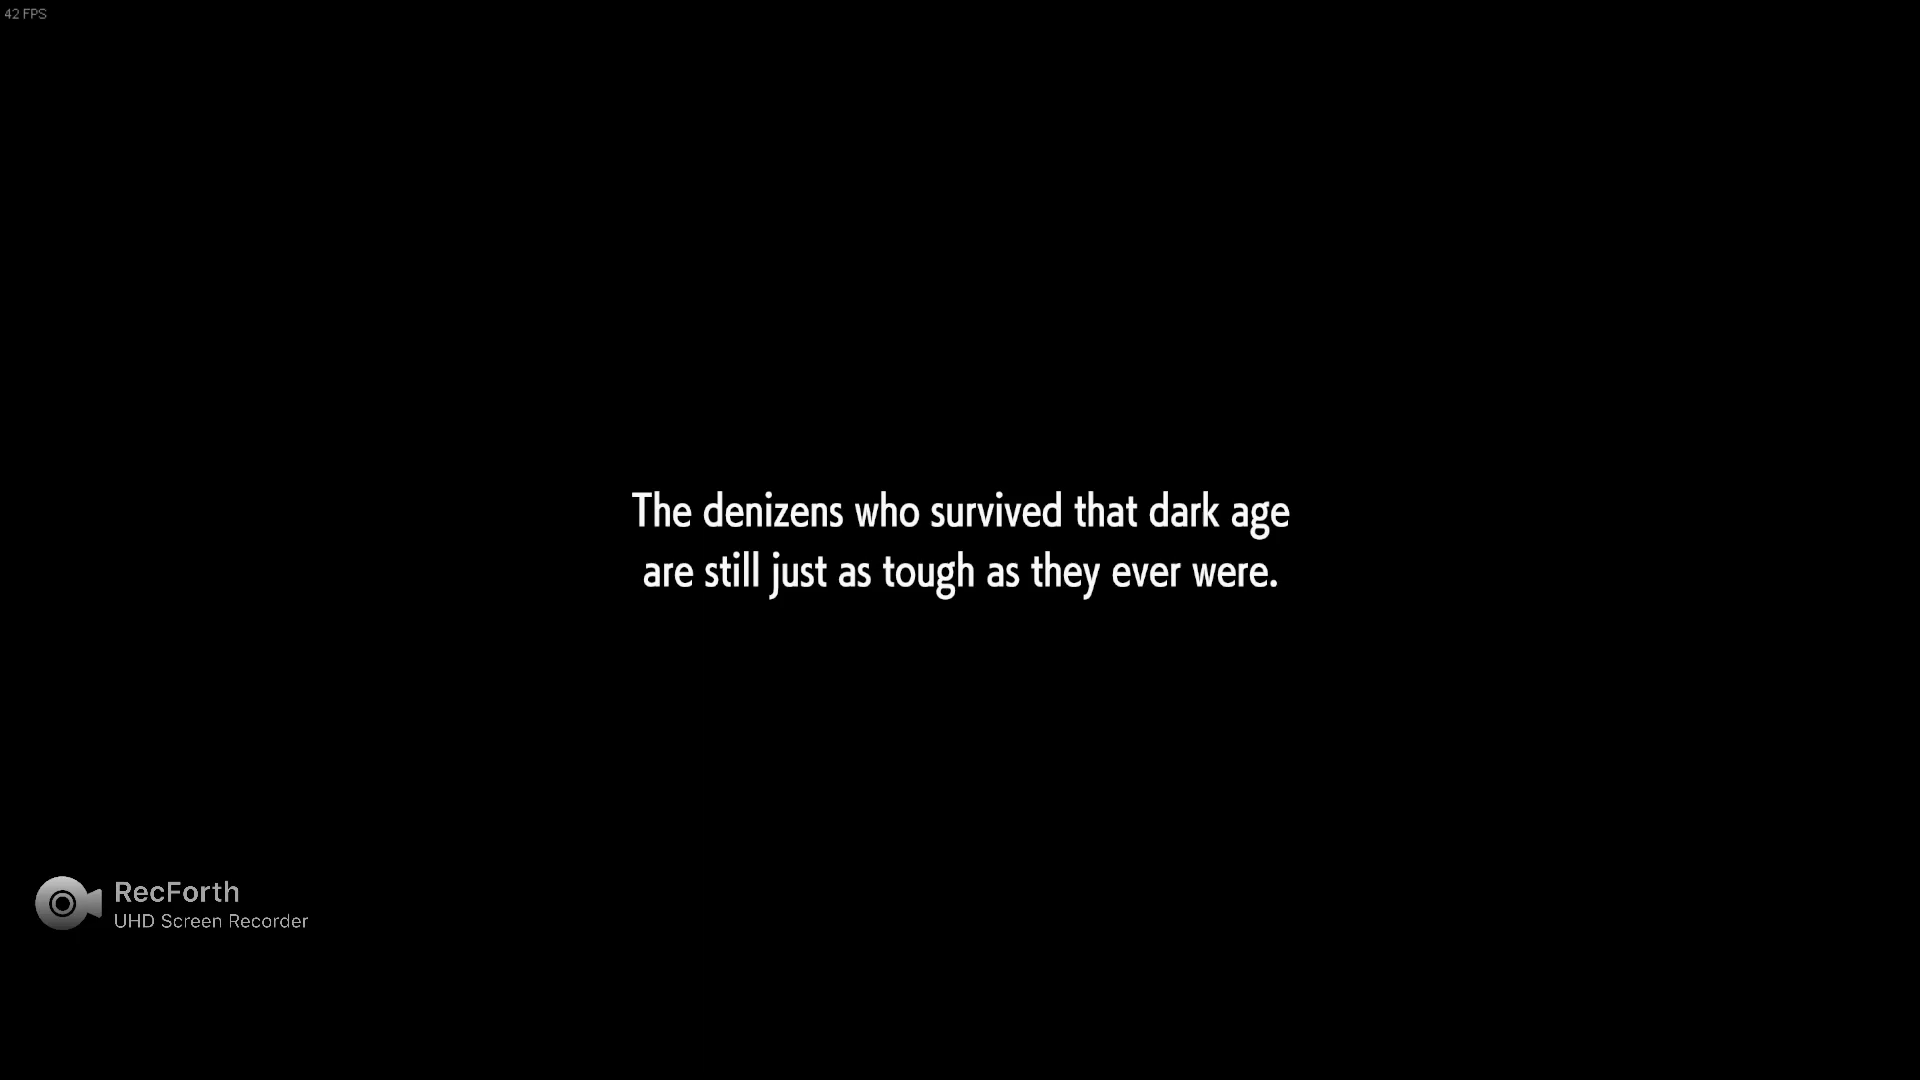 42 FPS
The denizens who survived that dark age
are still just as tough as they ever were.
RecForth
UHD Screen Recorder